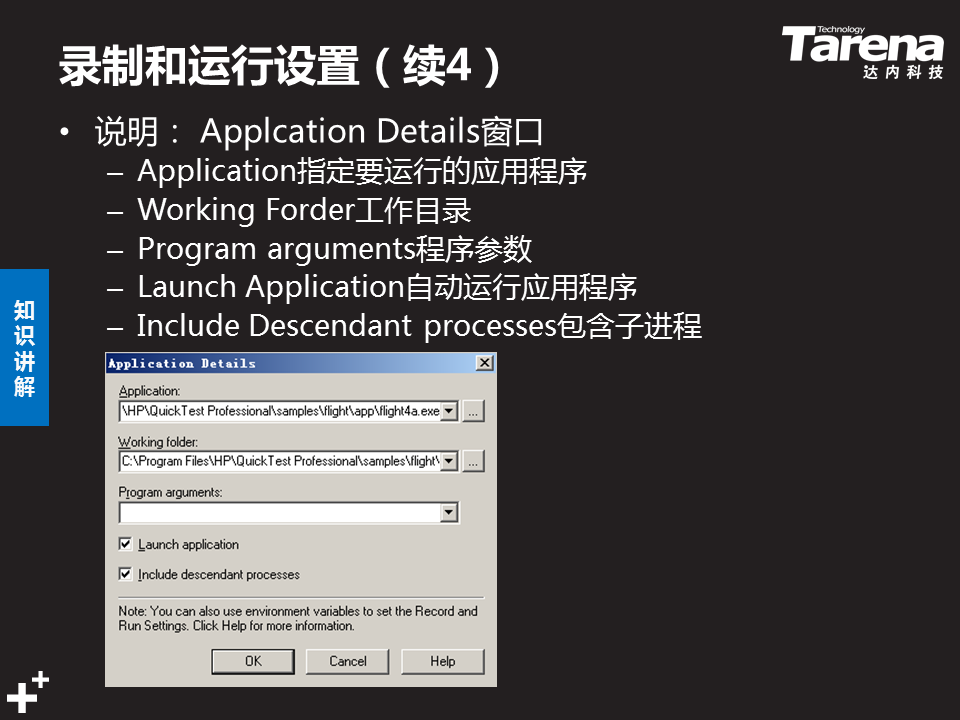 录制和运行设置（续4）
Technology
Tarena
达内科技
• 说明： Applcation Details窗口
– Application指定要运行的应用程序
– Working Forder工作目录
– Program arguments程序参数
– Launch Application自动运行应用程序
– Include Descendant processes包含子进程
知识讲解
Application Details
Application:
\HP\QuickTest Professional\samples\flight\app\flight4a.exe
...
Working folder:
C:\Program Files\HP\QuickTest Professional\samples\flight\
...
Program arguments:
Launch application
Include descendant processes
Note: You can also use environment variables to set the Record and
Run Settings. Click Help for more information.
OK Cancel Help